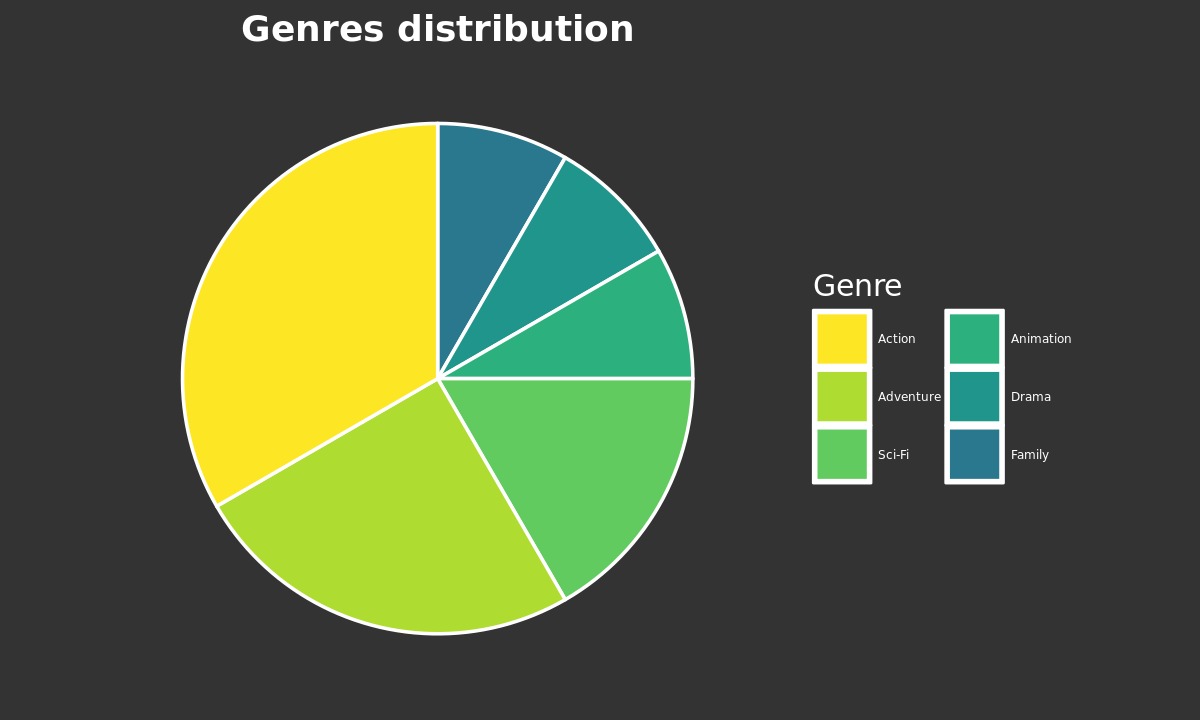 Genres distribution
Genre
Action
Adventure
Sci-Fi
Animation
Drama
Family